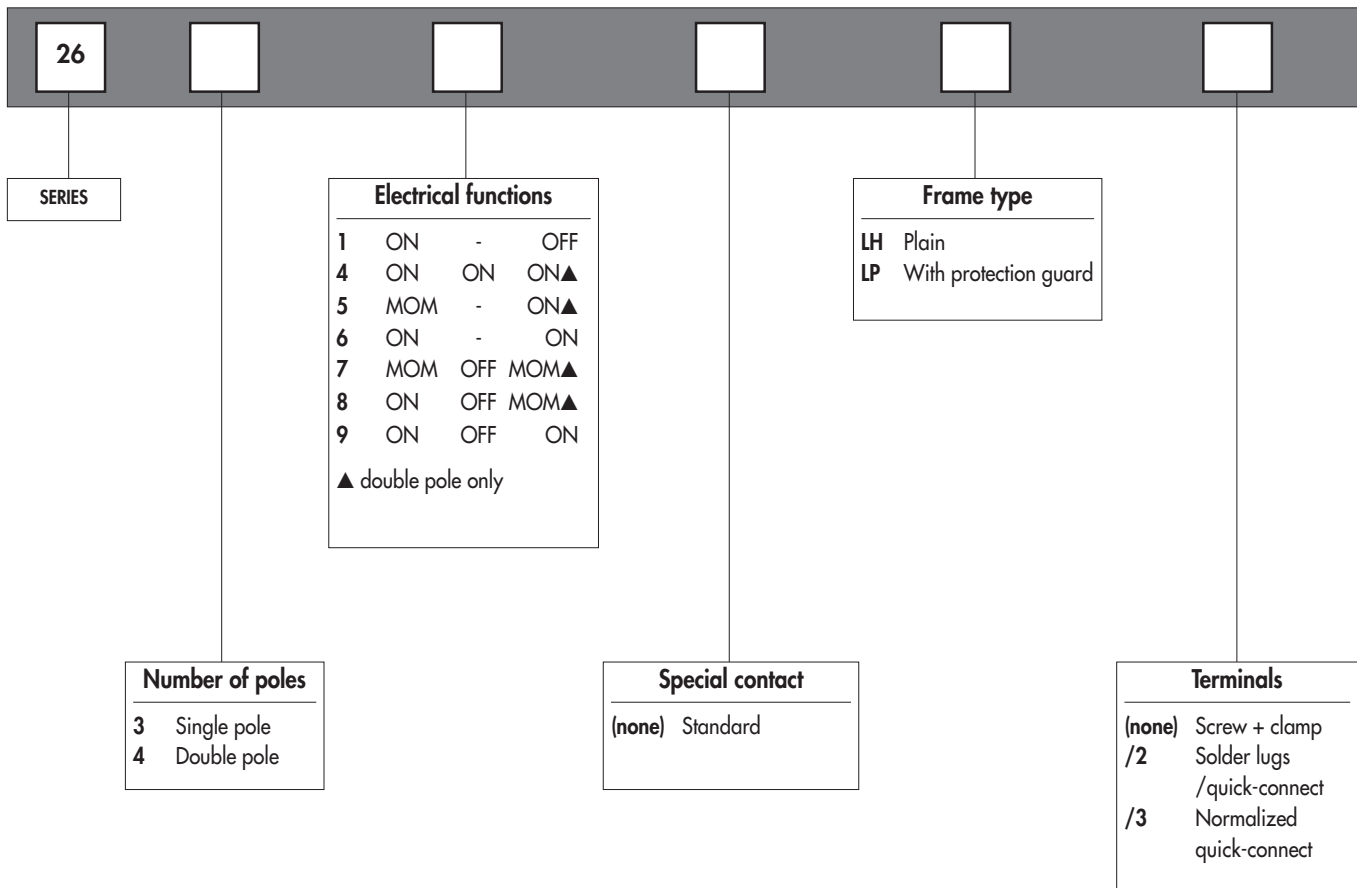 26
SERIES
Electrical functions
1 ON - OFF
4 ON ON ON▲
5 MOM - ON▲
6 ON - ON
7 MOM OFF MOM▲
8 ON OFF MOM▲
9 ON OFF ON
▲ double pole only
Frame type
LH Plain
LP With protection guard
Number of poles
3 Single pole
4 Double pole
Special contact
(none) Standard
Terminals
(none) Screw + clamp
/2 Solder lugs
/quick-connect
/3 Normalized
quick-connect